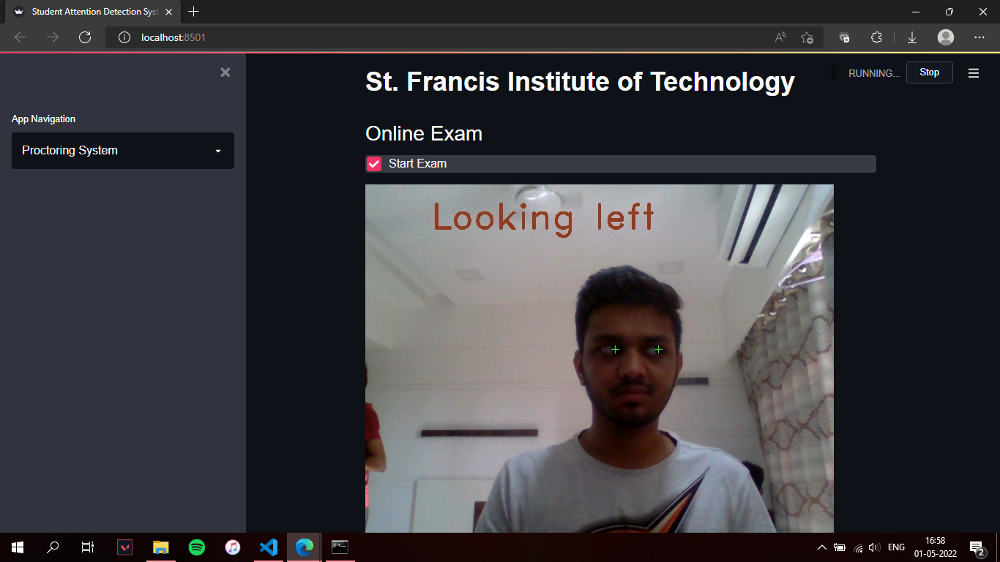 Student Attention Detection Syst
localhost:8501
St. Francis Institute of Technology
RUNNING...
Stop
App Navigation
Proctoring System
Online Exam
Start Exam
Looking left
ENG
16:58
01-05-2022
2